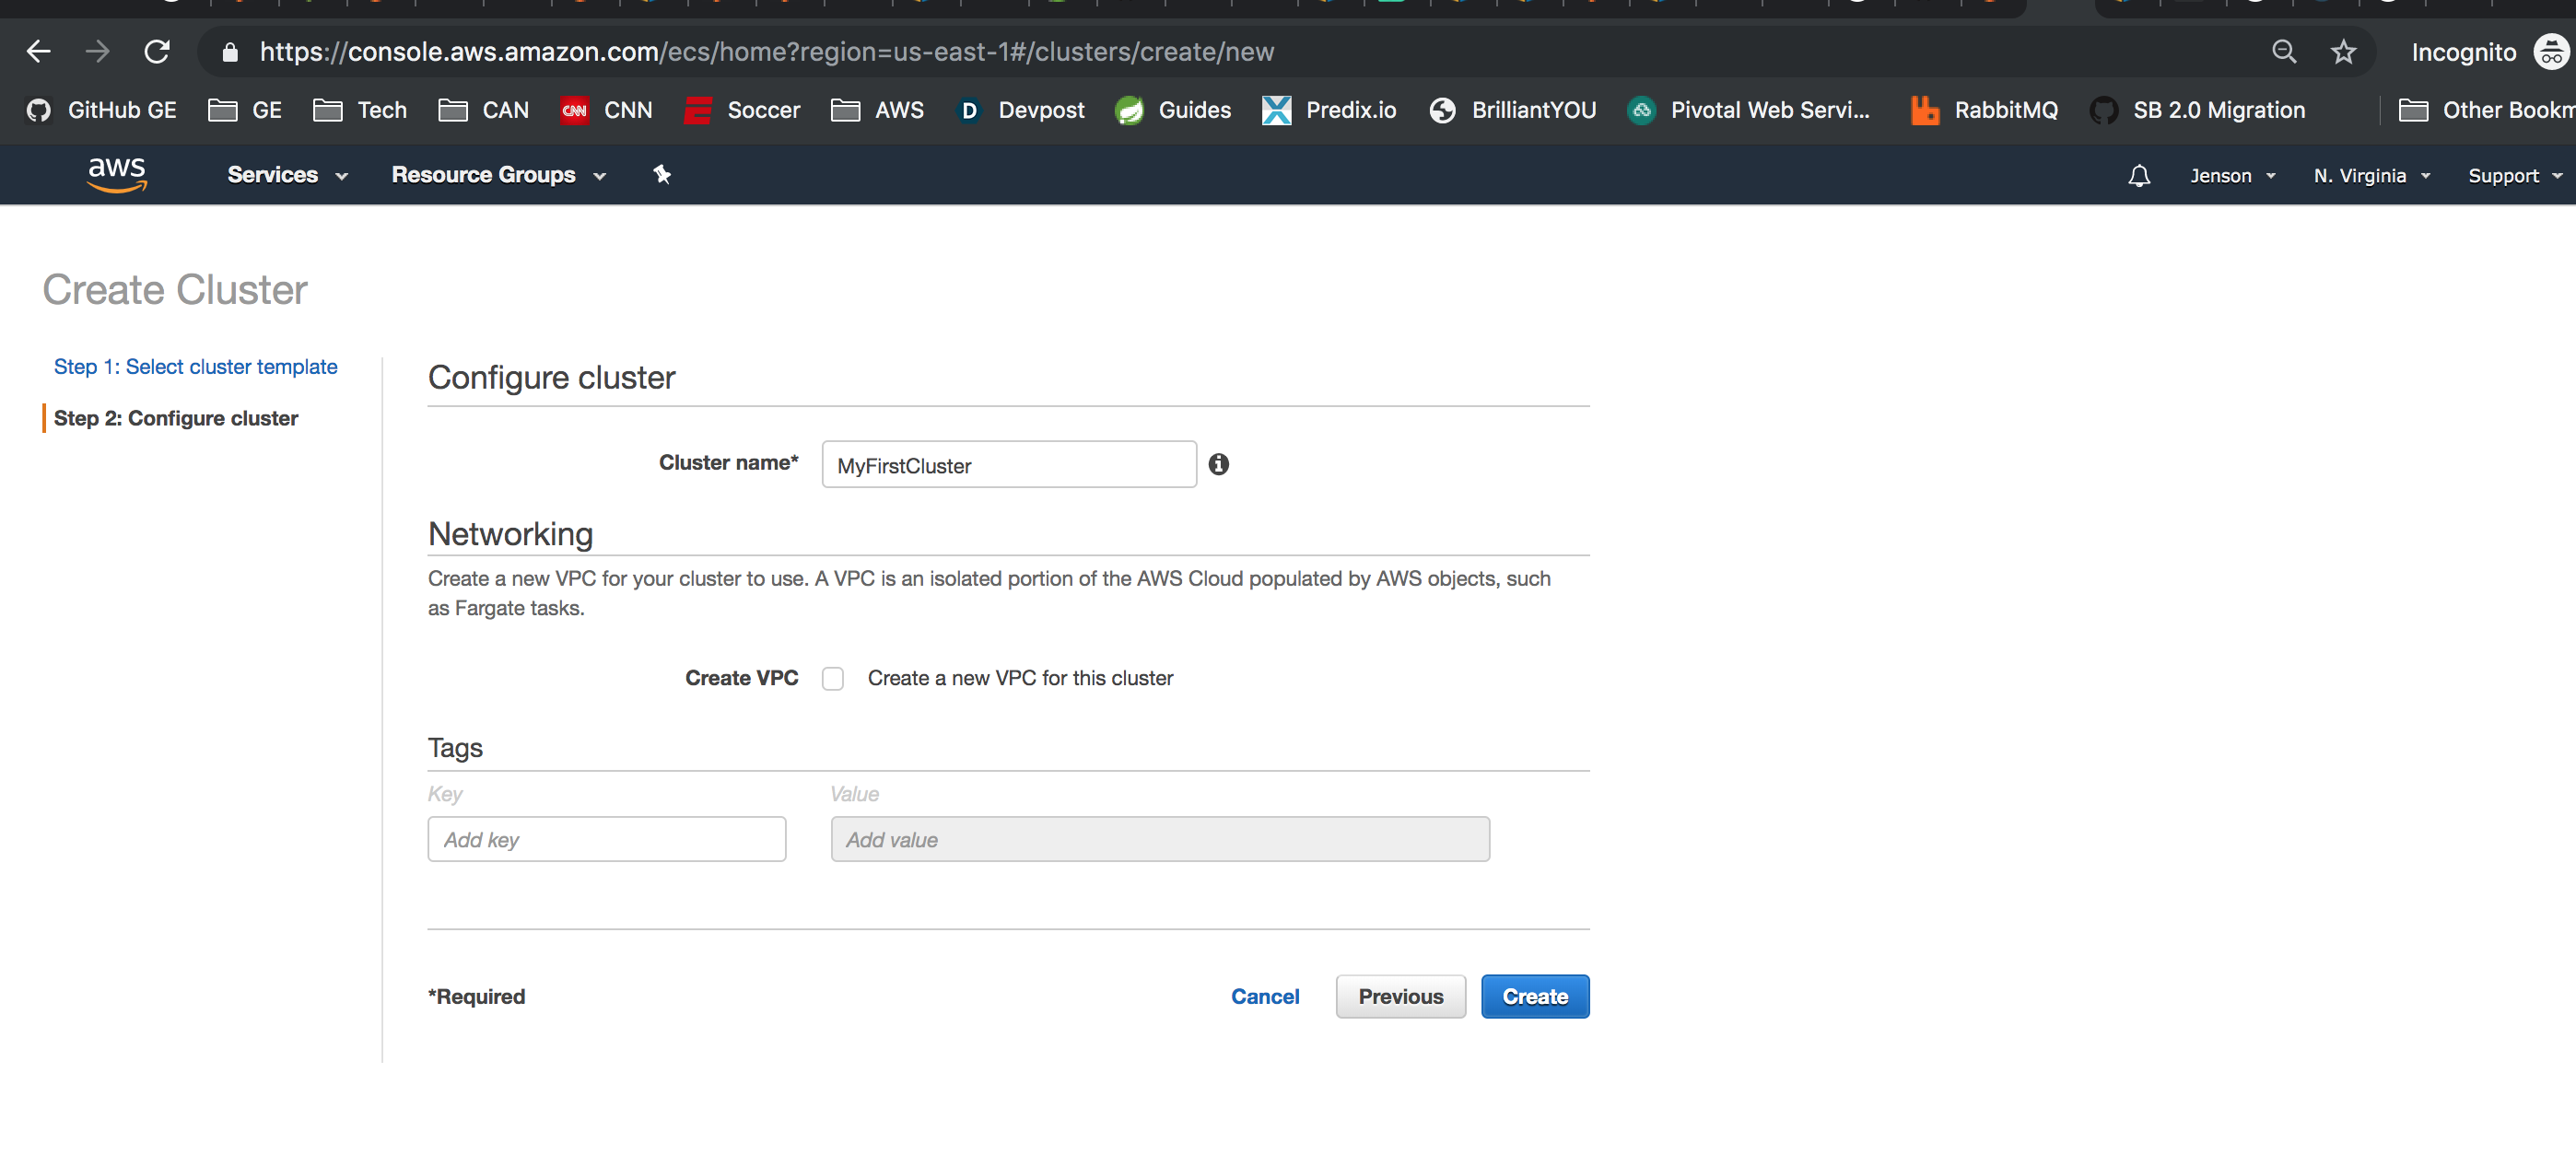 https://console.aws.amazon.com/ecs/home?region=us-east-1#/clusters/create/new Incognito
GitHub GE GE Tech CAN CNN CNN Soccer AWS D Devpost Guides Predix.io BrilliantYOU Pivotal Web Servi... RabbitMQ SB 2.0 Migration Other Bookm
aws Services Resource Groups Jenson N. Virginia Support
Create Cluster
Step 1: Select cluster template
Step 2: Configure cluster
Configure cluster
Cluster name* MyFirstCluster
Networking
Create a new VPC for your cluster to use. A VPC is an isolated portion of the AWS Cloud populated by AWS objects, such
as Fargate tasks.
Create VPC Create a new VPC for this cluster
Tags
Key Value
Add key Add value
*Required Cancel Previous Create